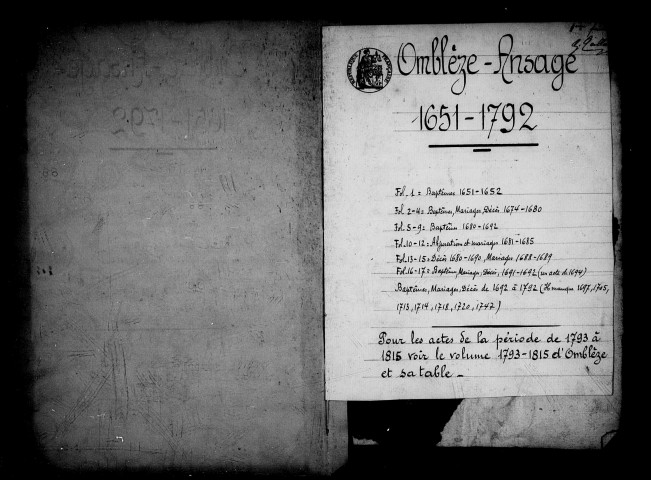 Omblèze - Ansage
1651 - 1792
Fol. 1 = Baptêmes 1651-1652
Fol. 2-4 = Baptêmes, Mariages, Décès 1674-1680
Fol. 5-9 = Baptêmes 1680-1692
Fol. 10-12 = Abjuration et mariages 1681-1685
Fol. 13-15 = Décès 1680-1690, Mariages, 1688-1689
Fol. 16-17 = Baptêmes, Mariages, Décès, 1691-1692 (un acte de 1694)
Baptêmes, Mariages, Décès de 1692 à 1792 (Il manque 1697, 1705,
1713, 1714, 1718, 1720, 1747)
Pour les actes de la période de 1793 à
1815 voir le volume 1793-1815 d'Omblèze
et sa table _